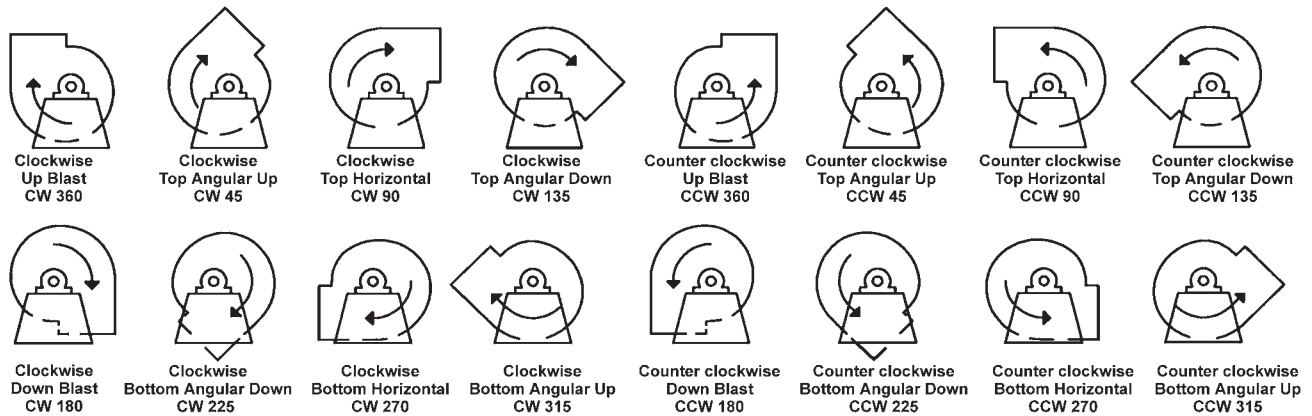 Clockwise
Up Blast
CW 360
Clockwise
Top Angular Up
CW 45
Clockwise
Top Horizontal
CW 90
Clockwise
Top Angular Down
CW 135
Counter clockwise
Up Blast
CCW 360
Counter clockwise
Top Angular Up
CCW 45
Counter clockwise
Top Horizontal
CCW 90
Counter clockwise
Top Angular Down
CCW 135
Clockwise
Down Blast
CW 180
Clockwise
Bottom Angular Down
CW 225
Clockwise
Bottom Horizontal
CW 270
Clockwise
Bottom Angular Up
CW 315
Counter clockwise
Down Blast
CCW 180
Counter clockwise
Bottom Angular Down
CCW 225
Counter clockwise
Bottom Horizontal
CCW 270
Counter clockwise
Bottom Angular Up
CCW 315